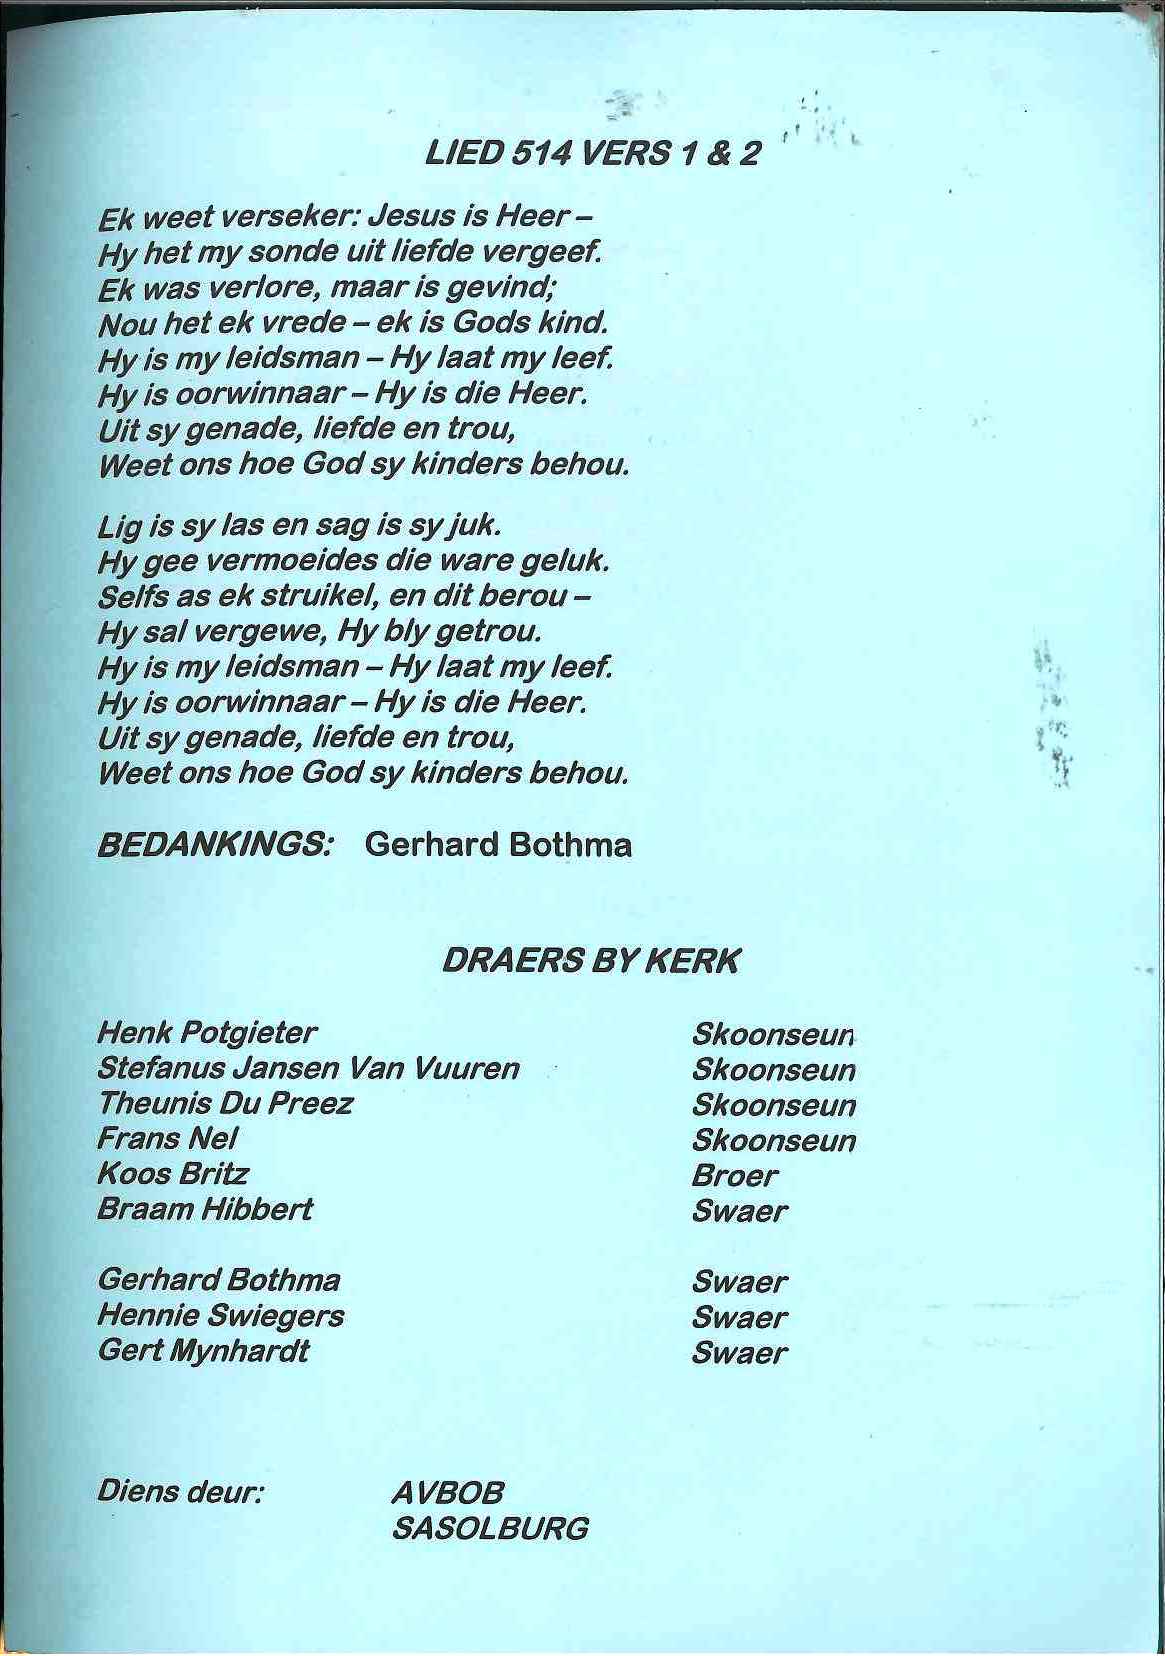 LIED 514 VERS 1 & 2
Ek weet verseker: Jesus is Heer –
Hy het my sonde uit liefde vergeef.
Ek was verlore, maar is gevind;
Nou het ek vrede – ek is Gods kind.
Hy is my leidsman – Hy laat my leef.
Hy is oorwinnaar – Hy is die Heer.
Uit sy genade, liefde en trou,
Weet ons hoe God sy kinders behou.
Lig is sy las en sag is sy juk.
Hy gee vermoeides die ware geluk.
Selfs as ek struikel, en dit berou –
Hy sal vergewe, Hy bly getrou.
Hy is my leidsman – Hy laat my leef.
Hy is oorwinnaar – Hy is die Heer.
Uit sy genade, liefde en trou,
Weet ons hoe God sy kinders behou.
BEDANKINGS: Gerhard Bothma
DRAERS BY KERK
Henk Potgieter Skoonseun
Stefanus Jansen Van Vuuren Skoonseun
Theunis Du Preez Skoonseun
Frans Nel Skoonseun
Koos Britz Broer
Braam Hibbert Swaer
Gerhard Bothma Swaer
Hennie Swiegers Swaer
Gert Mynhardt Swaer
Diens deur: AVBOB
SASOLBURG